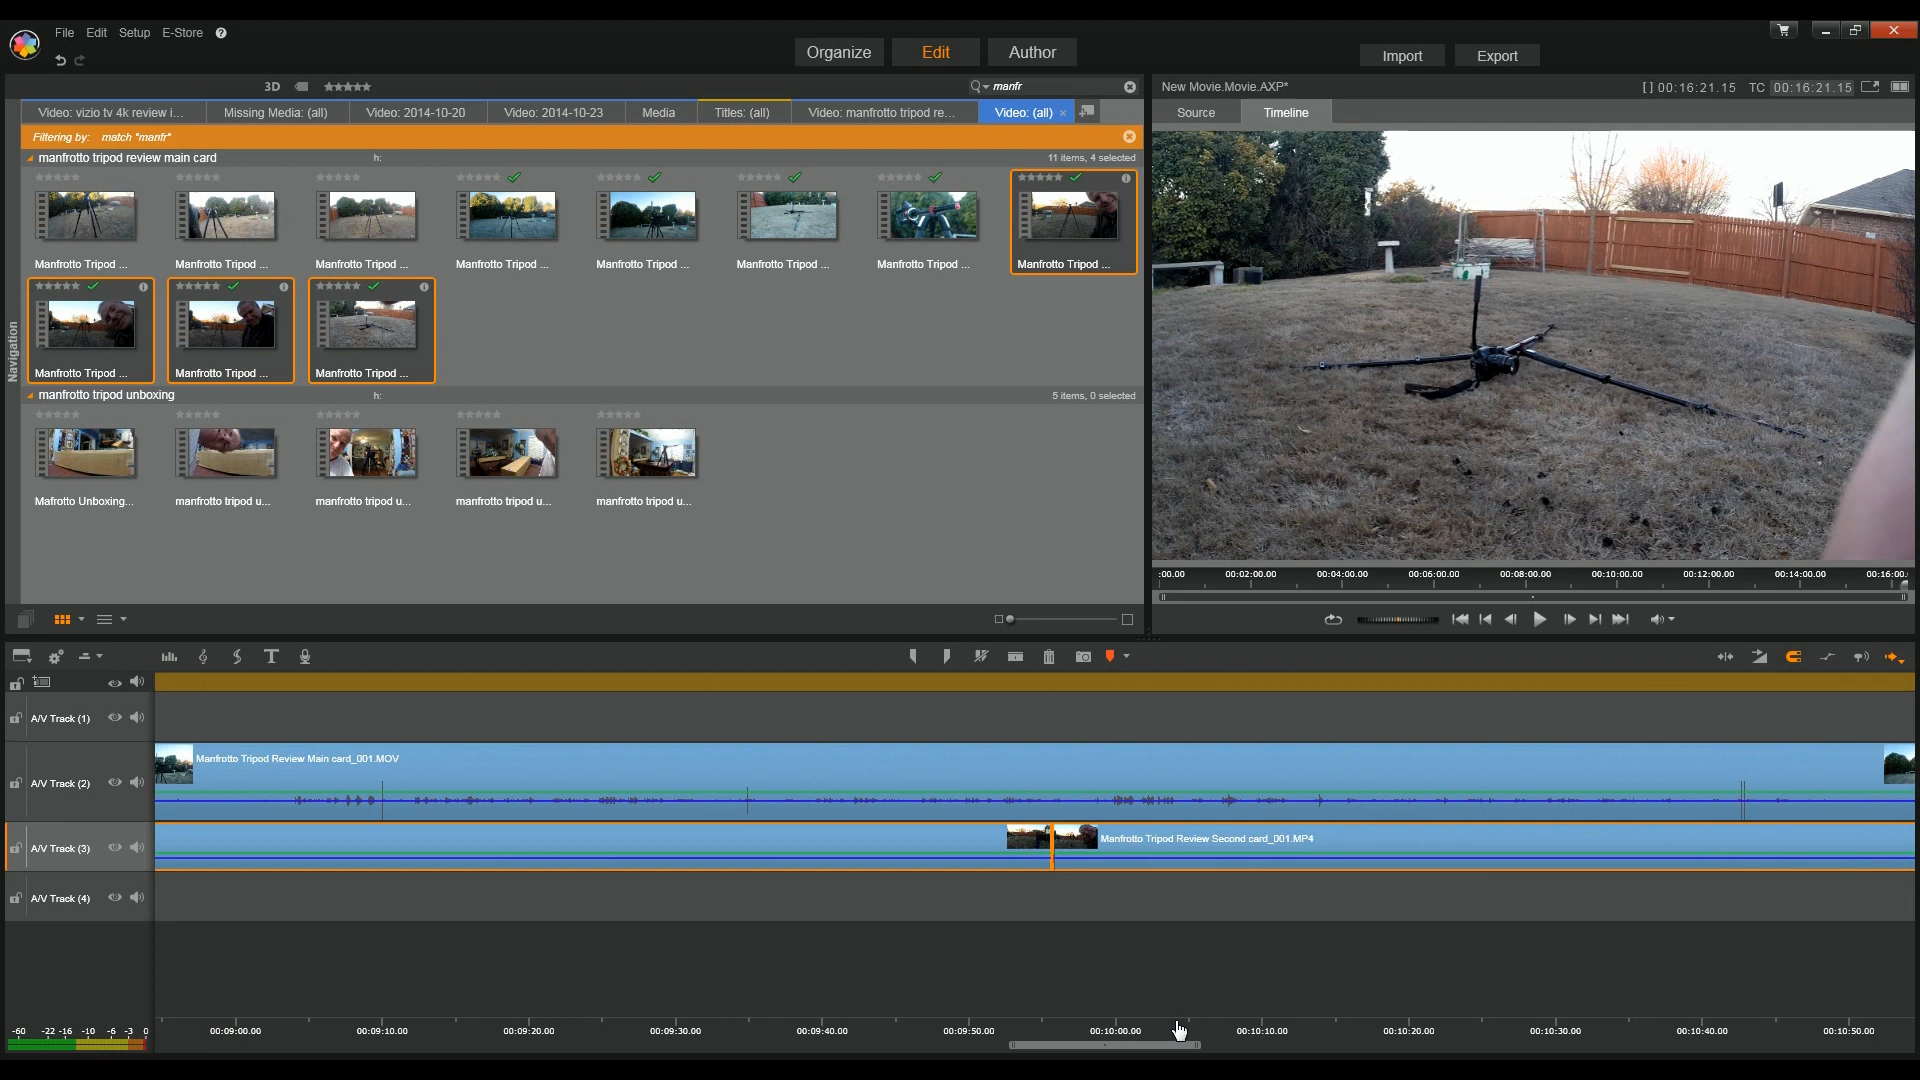 File Edit Setup E-Store ?
Organize Edit Author
Import Export
3D
manfr
New Movie.Movie.AXP*
[ ] 00:16:21.15 TC 00:16:21.15
Video: vizio tv 4k review i... Missing Media: (all) Video: 2014-10-20 Video: 2014-10-23 Media Titles: (all) Video: manfrotto tripod re... Video: (all) ×
Source Timeline
Filtering by: match "manfr"
manfrotto tripod review main card h: 11 items, 4 selected
Manfrotto Tripod ... Manfrotto Tripod ... Manfrotto Tripod ... Manfrotto Tripod ... Manfrotto Tripod ... Manfrotto Tripod ... Manfrotto Tripod ... Manfrotto Tripod ...
Manfrotto Tripod ... Manfrotto Tripod ... Manfrotto Tripod ...
Navigation
manfrotto tripod unboxing h: 5 items, 0 selected
Mafrotto Unboxing... manfrotto tripod u... manfrotto tripod u... manfrotto tripod u... manfrotto tripod u...
:00.00 00:02:00.00 00:04:00.00 00:06:00.00 00:08:00.00 00:10:00.00 00:12:00.00 00:14:00.00 00:16:00.
A/V Track (1)
Manfrotto Tripod Review Main card_001.MOV
A/V Track (2)
Manfrotto Tripod Review Second card_001.MP4
A/V Track (3)
A/V Track (4)
-60 -22 -16 -10 -6 -3 0
00:09:00.00 00:09:10.00 00:09:20.00 00:09:30.00 00:09:40.00 00:09:50.00 00:10:00.00 00:10:10.00 00:10:20.00 00:10:30.00 00:10:40.00 00:10:50.00